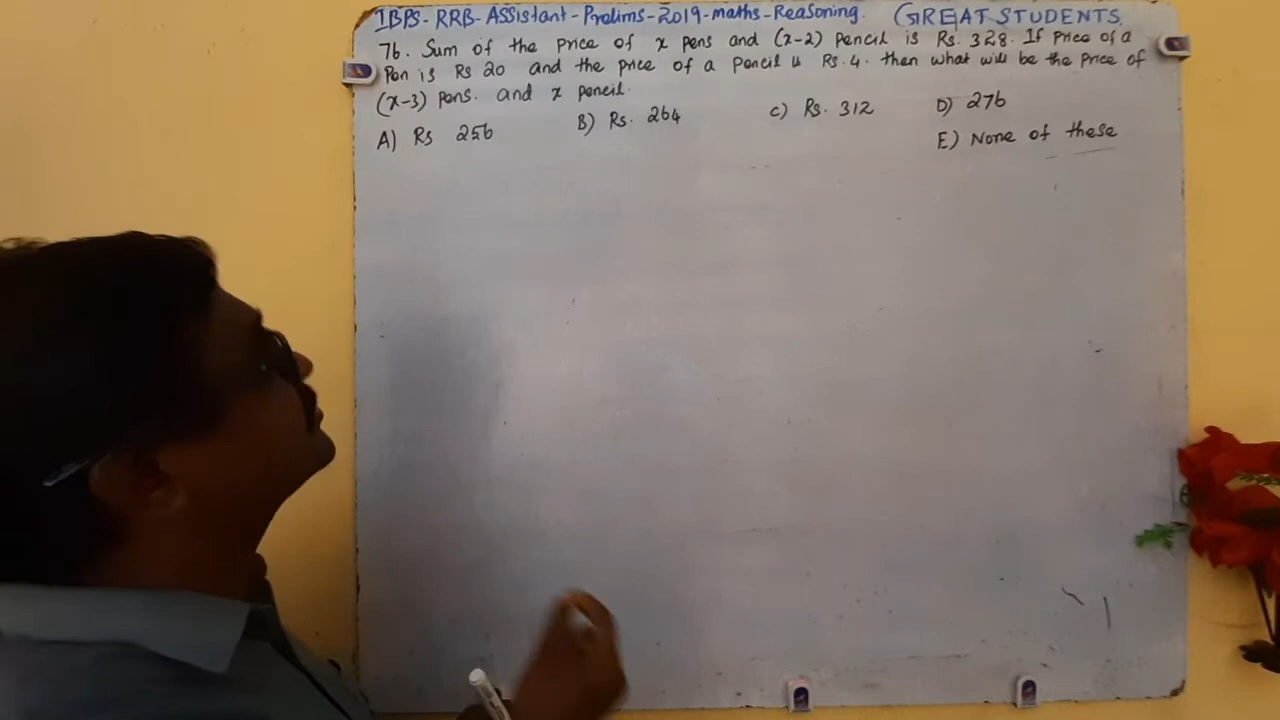 IBPS-RRB-Assistant-Prelims-2019-maths-Reasoning. GREAT STUDENTS
76. Sum of the price of x pens and (x-2) pencil is Rs. 328. If price of a
Pen is Rs 20 and the price of a pencil is Rs.4. then what will be the price of
(x-3) pens. and x pencil.
A) Rs 256 B) Rs. 264 C) Rs. 312 D) 276
E) None of these